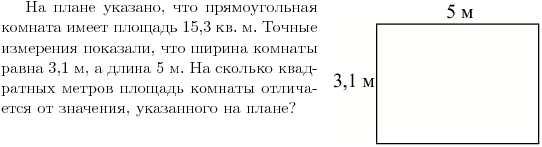 На плане указано, что прямоугольная
комната имеет площадь 15,3 кв. м. Точные
измерения показали, что ширина комнаты
равна 3,1 м, а длина 5 м. На сколько квад-
ратных метров площадь комнаты отлича-
ется от значения, указанного на плане?
5 м
3,1 м